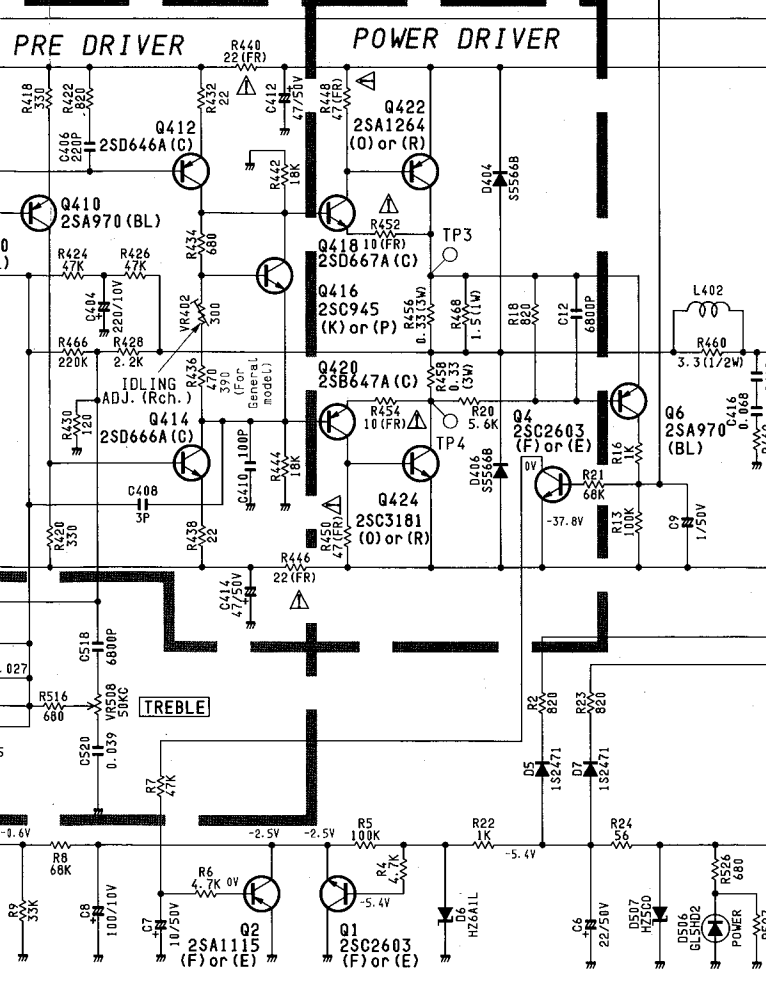 PRE DRIVER
POWER DRIVER
R440
22(FR)
R418
330
R422
820
R432
22
C412
47/50V
R448
47(FR)
Q422
2SA1264
(O) or (R)
Q412
2SD646A(C)
C406
220P
R442
18K
D404
S5566B
Q410
2SA970(BL)
R452
10(FR)
TP3
Q418
2SD667A(C)
R424
47K
R426
47K
R434
680
C404
220/10V
VR402
300
Q416
2SC945
(K) or (P)
R456
0.33(3W)
R468
1.5(1W)
R18
820
C12
6800P
L402
R460
3.3(1/2W)
R466
220K
R428
2.2K
IDLING
ADJ.(Rch.)
R436
470
390
(For
General
model)
Q420
2SB647A(C)
R458
0.33
(3W)
R454
10(FR)
R20
5.6K
TP4
Q4
2SC2603
(F) or (E)
Q6
2SA970
(BL)
C416
0.068
R430
120
Q414
2SD666A(C)
C410
100P
R444
18K
D406
S5566B
0V
R21
68K
R16
1K
C408
3P
Q424
2SC3181
(O) or (R)
-37.8V
R13
100K
C9
1/50V
R420
330
R438
22
R450
47(FR)
R446
22(FR)
C414
47/50V
C518
6800P
.027
R516
680
VR508
50KC
TREBLE
R2
820
R23
820
C520
0.039
R7
47K
D5
1S2471
D7
1S2471
-0.6V
-2.5V
-2.5V
R5
100K
R22
1K
-5.4V
R24
56
R8
68K
R6
4.7K
0V
R4
4.7K
-5.4V
R526
680
R9
33K
C8
100/10V
C7
10/50V
Q2
2SA1115
(F) or (E)
Q1
2SC2603
(F) or (E)
D6
HZ6A1L
C6
22/50V
D507
HZ5C0
D506
GL5HD2
POWER